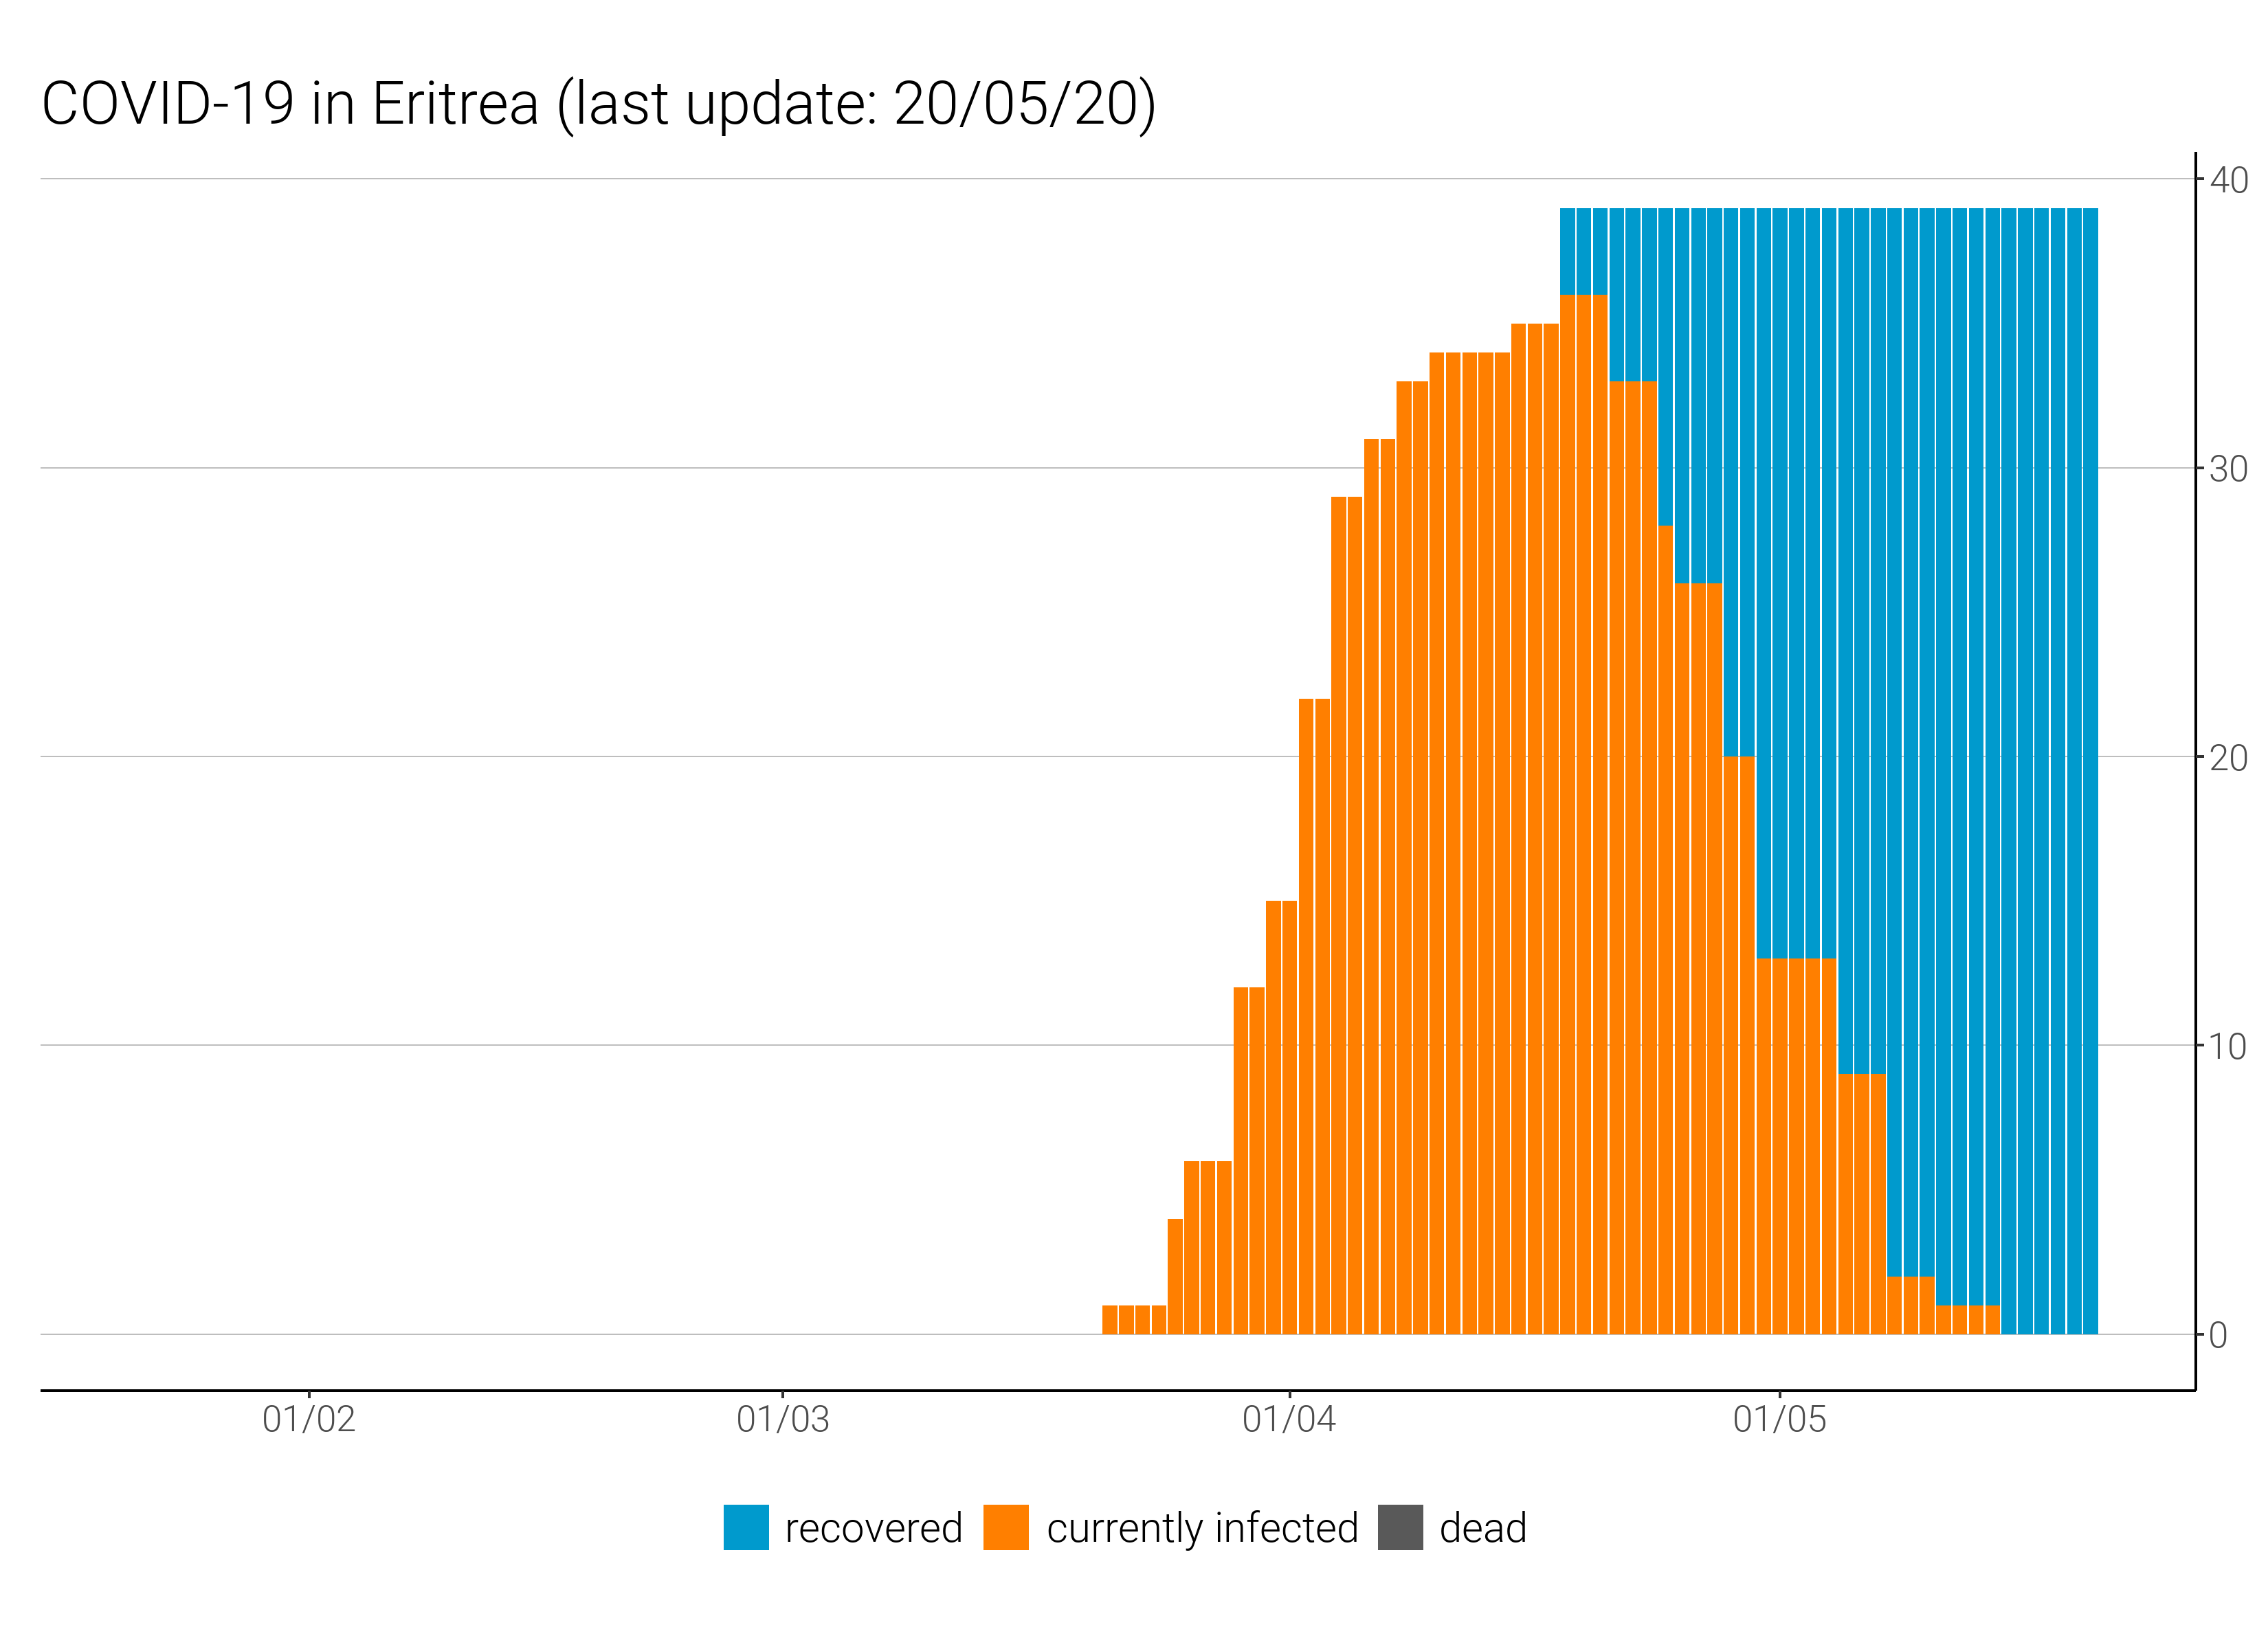 COVID-19 in Eritrea (last update: 20/05/20)
40
30
20
10
0
01/02 01/03 01/04 01/05
recovered currently infected dead